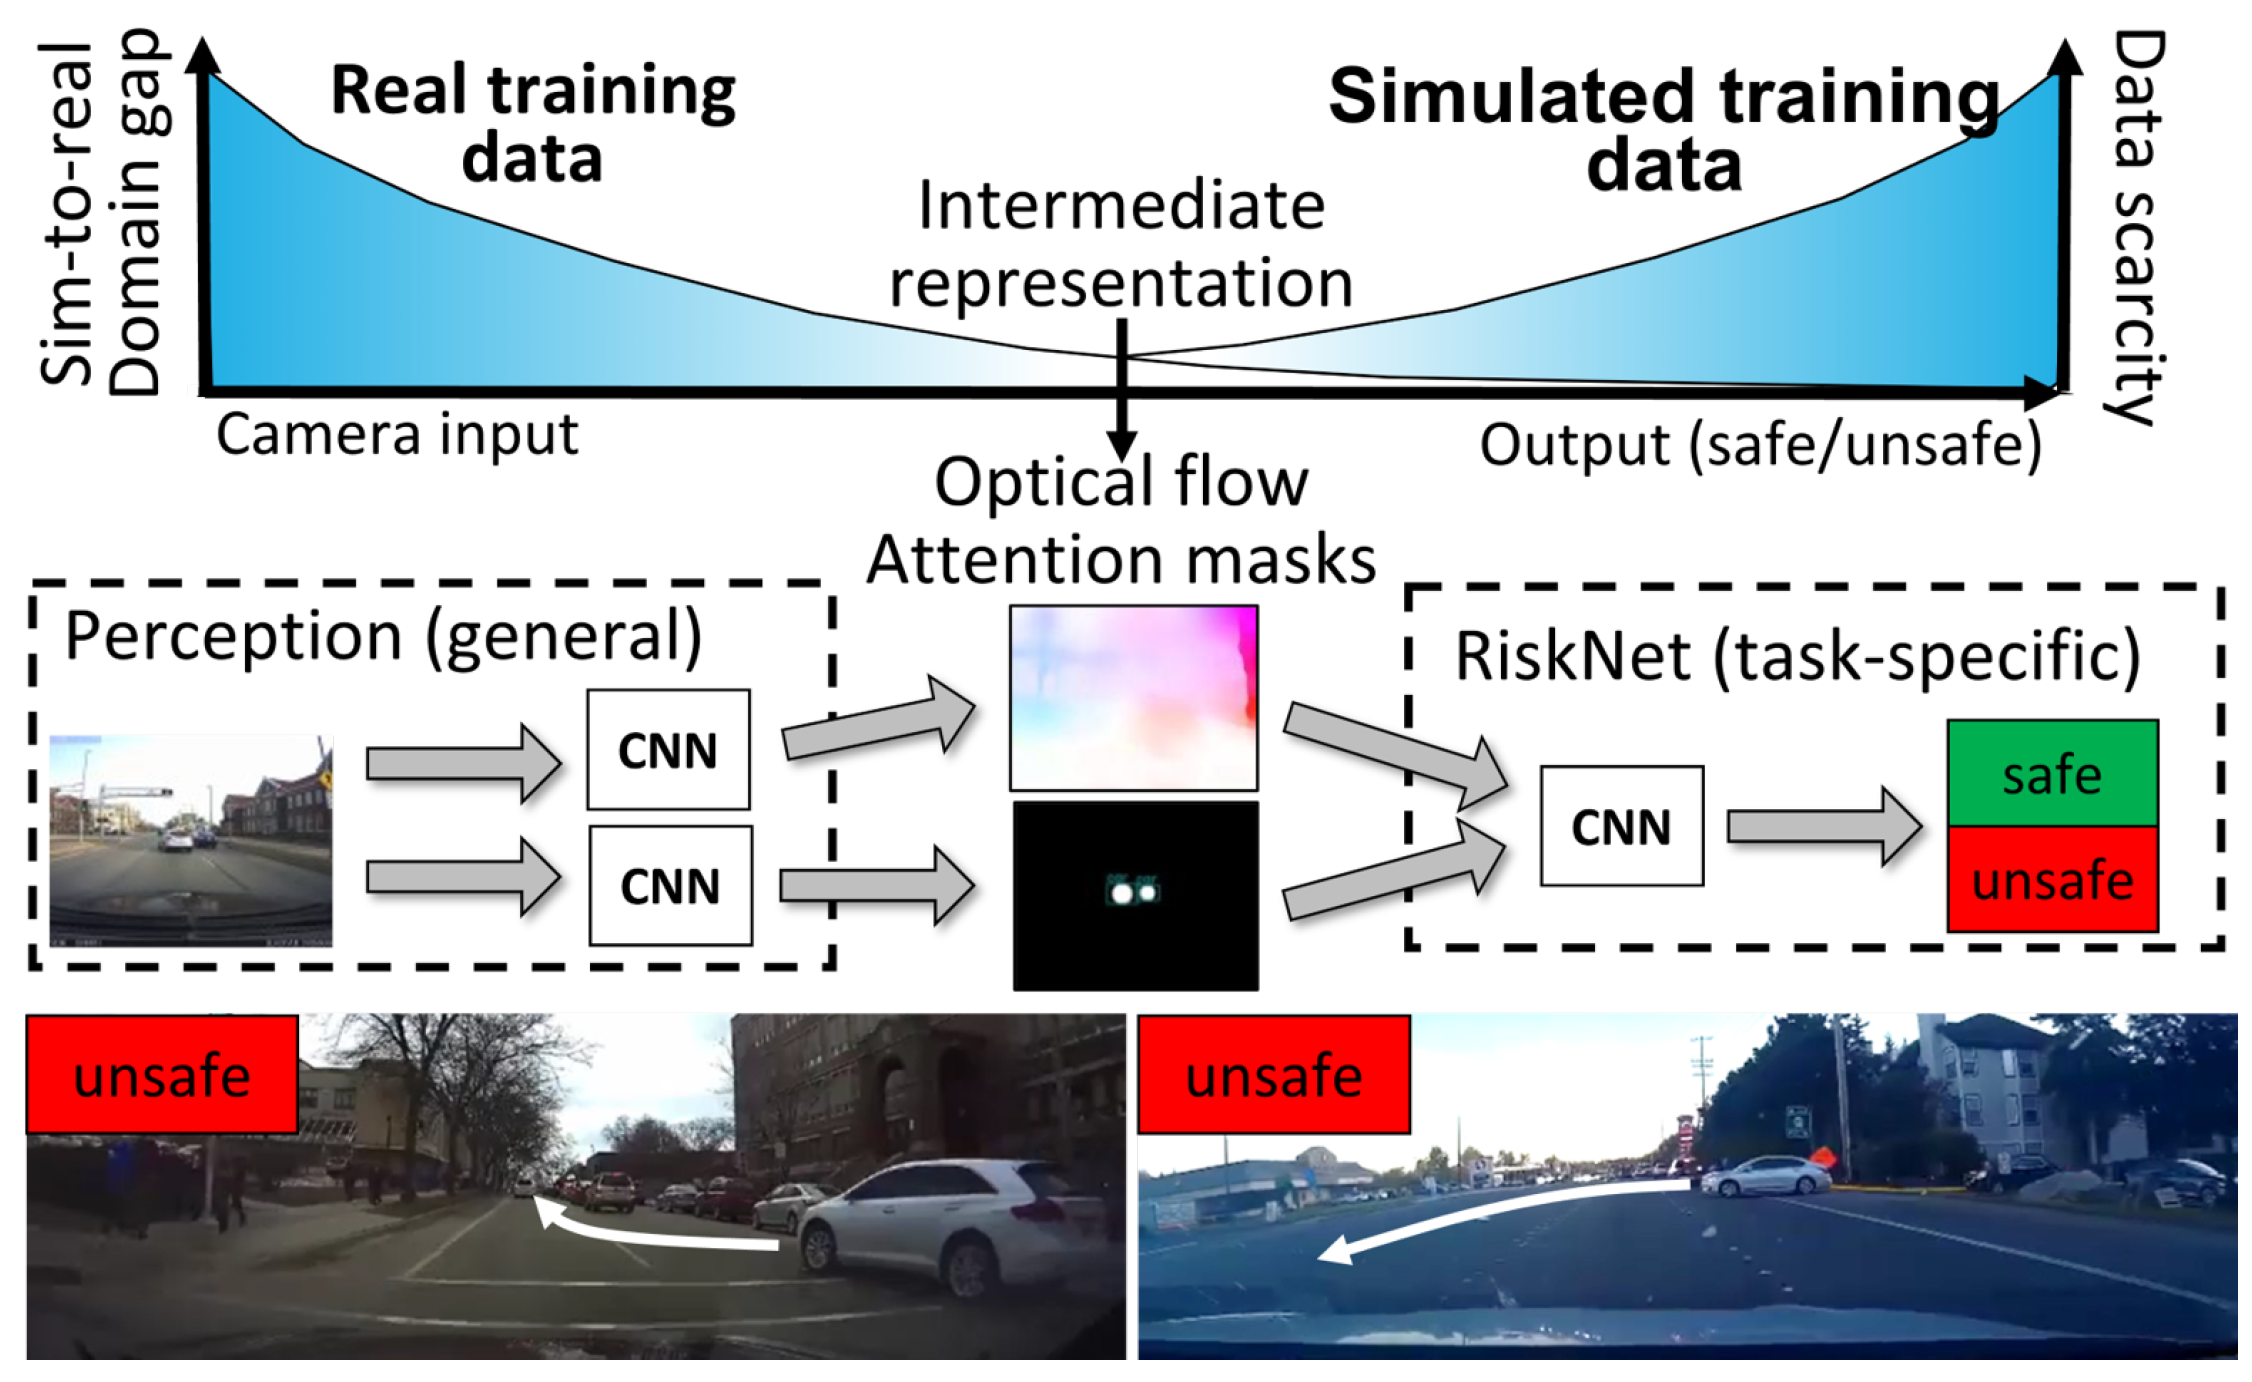 Sim-to-real
Domain gap
Real training
data
Simulated training
data
Data scarcity
Intermediate
representation
Camera input
Output (safe/unsafe)
Optical flow
Attention masks
Perception (general)
CNN
CNN
RiskNet (task-specific)
CNN
safe
unsafe
unsafe
unsafe